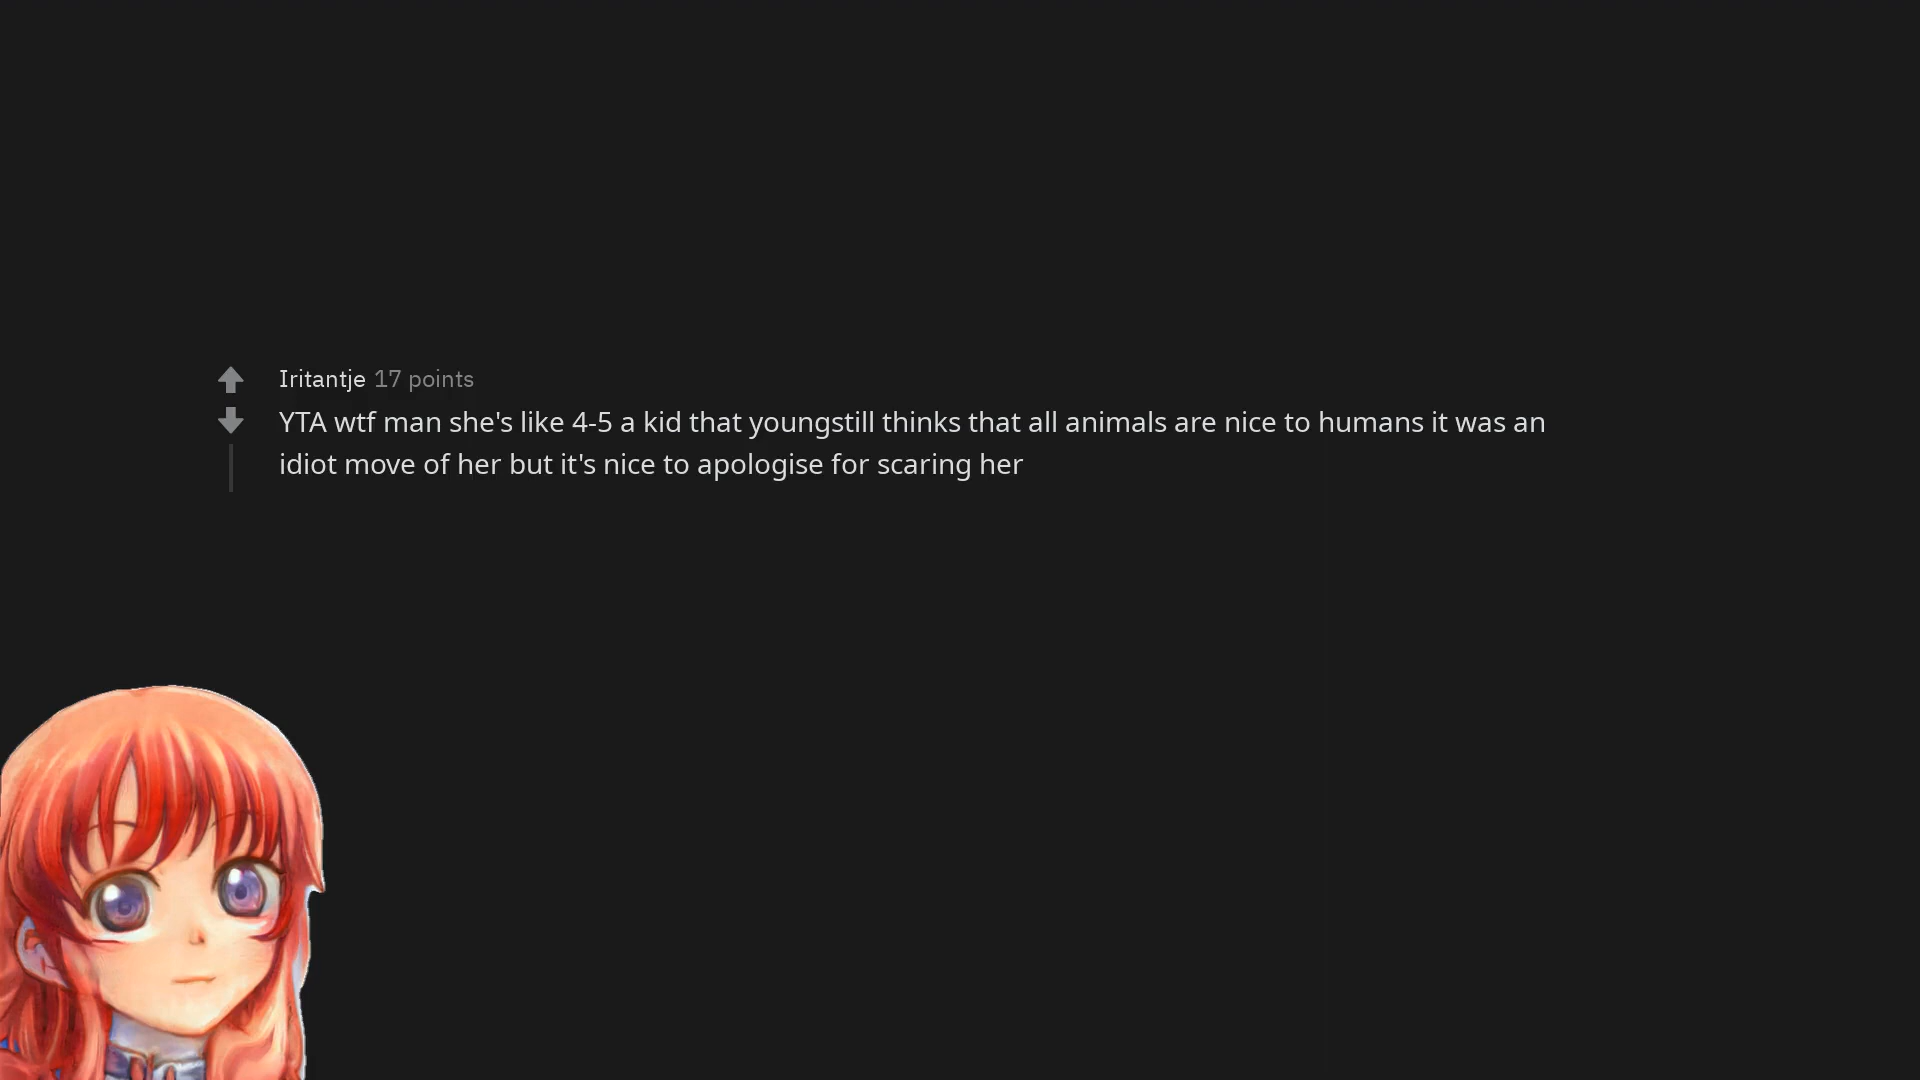 Iritantje 17 points
YTA wtf man she's like 4-5 a kid that youngstill thinks that all animals are nice to humans it was an
idiot move of her but it's nice to apologise for scaring her